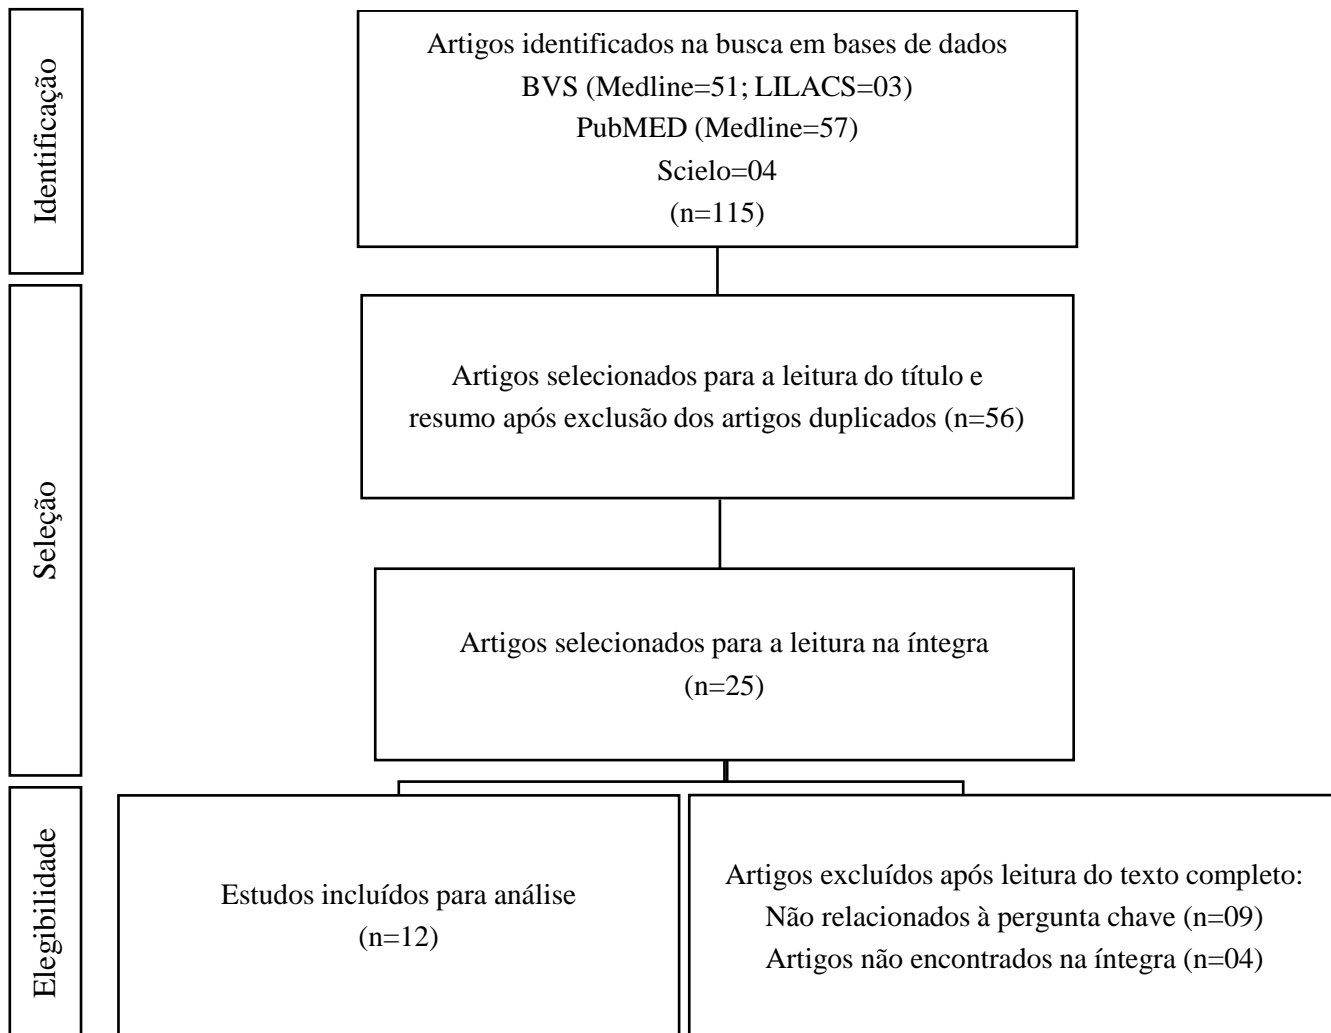 Identificação
Artigos identificados na busca em bases de dados
BVS (Medline=51; LILACS=03)
PubMED (Medline=57)
Scielo=04
(n=115)
Seleção
Artigos selecionados para a leitura do título e
resumo após exclusão dos artigos duplicados (n=56)
Artigos selecionados para a leitura na íntegra
(n=25)
Elegibilidade
Estudos incluídos para análise
(n=12)
Artigos excluídos após leitura do texto completo:
Não relacionados à pergunta chave (n=09)
Artigos não encontrados na íntegra (n=04)